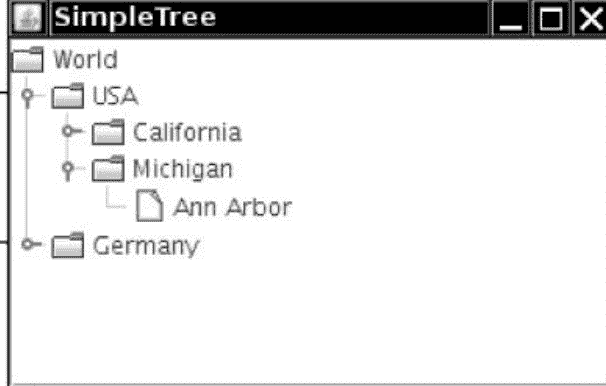 SimpleTree
World
USA
California
Michigan
Ann Arbor
Germany